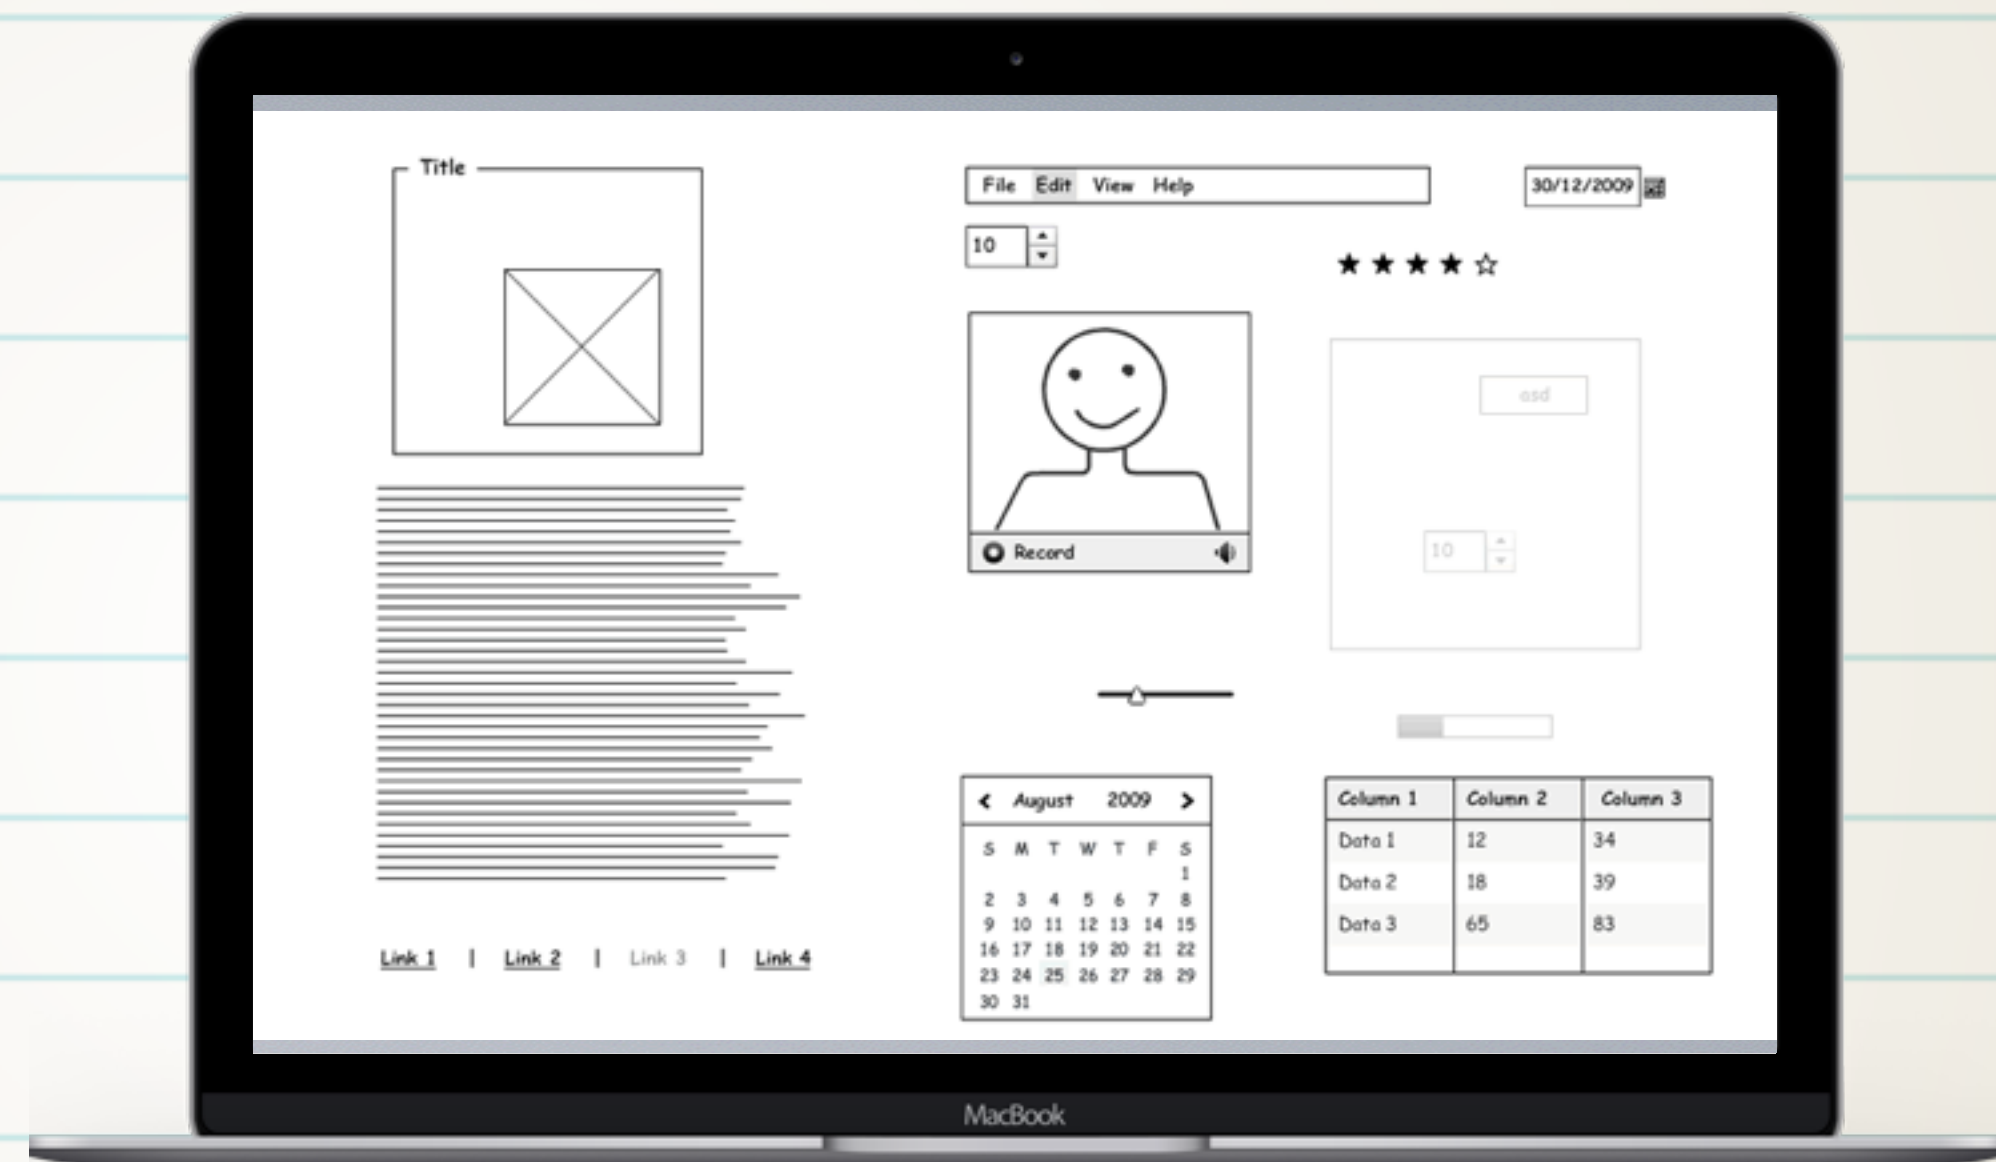 Title
File Edit View Help
30/12/2009
10
asd
10
Record
August 2009
S M T W T F S
1
2 3 4 5 6 7 8
9 10 11 12 13 14 15
16 17 18 19 20 21 22
23 24 25 26 27 28 29
30 31
Column 1 Column 2 Column 3
Data 1 12 34
Data 2 18 39
Data 3 65 83
Link 1 | Link 2 | Link 3 | Link 4
MacBook